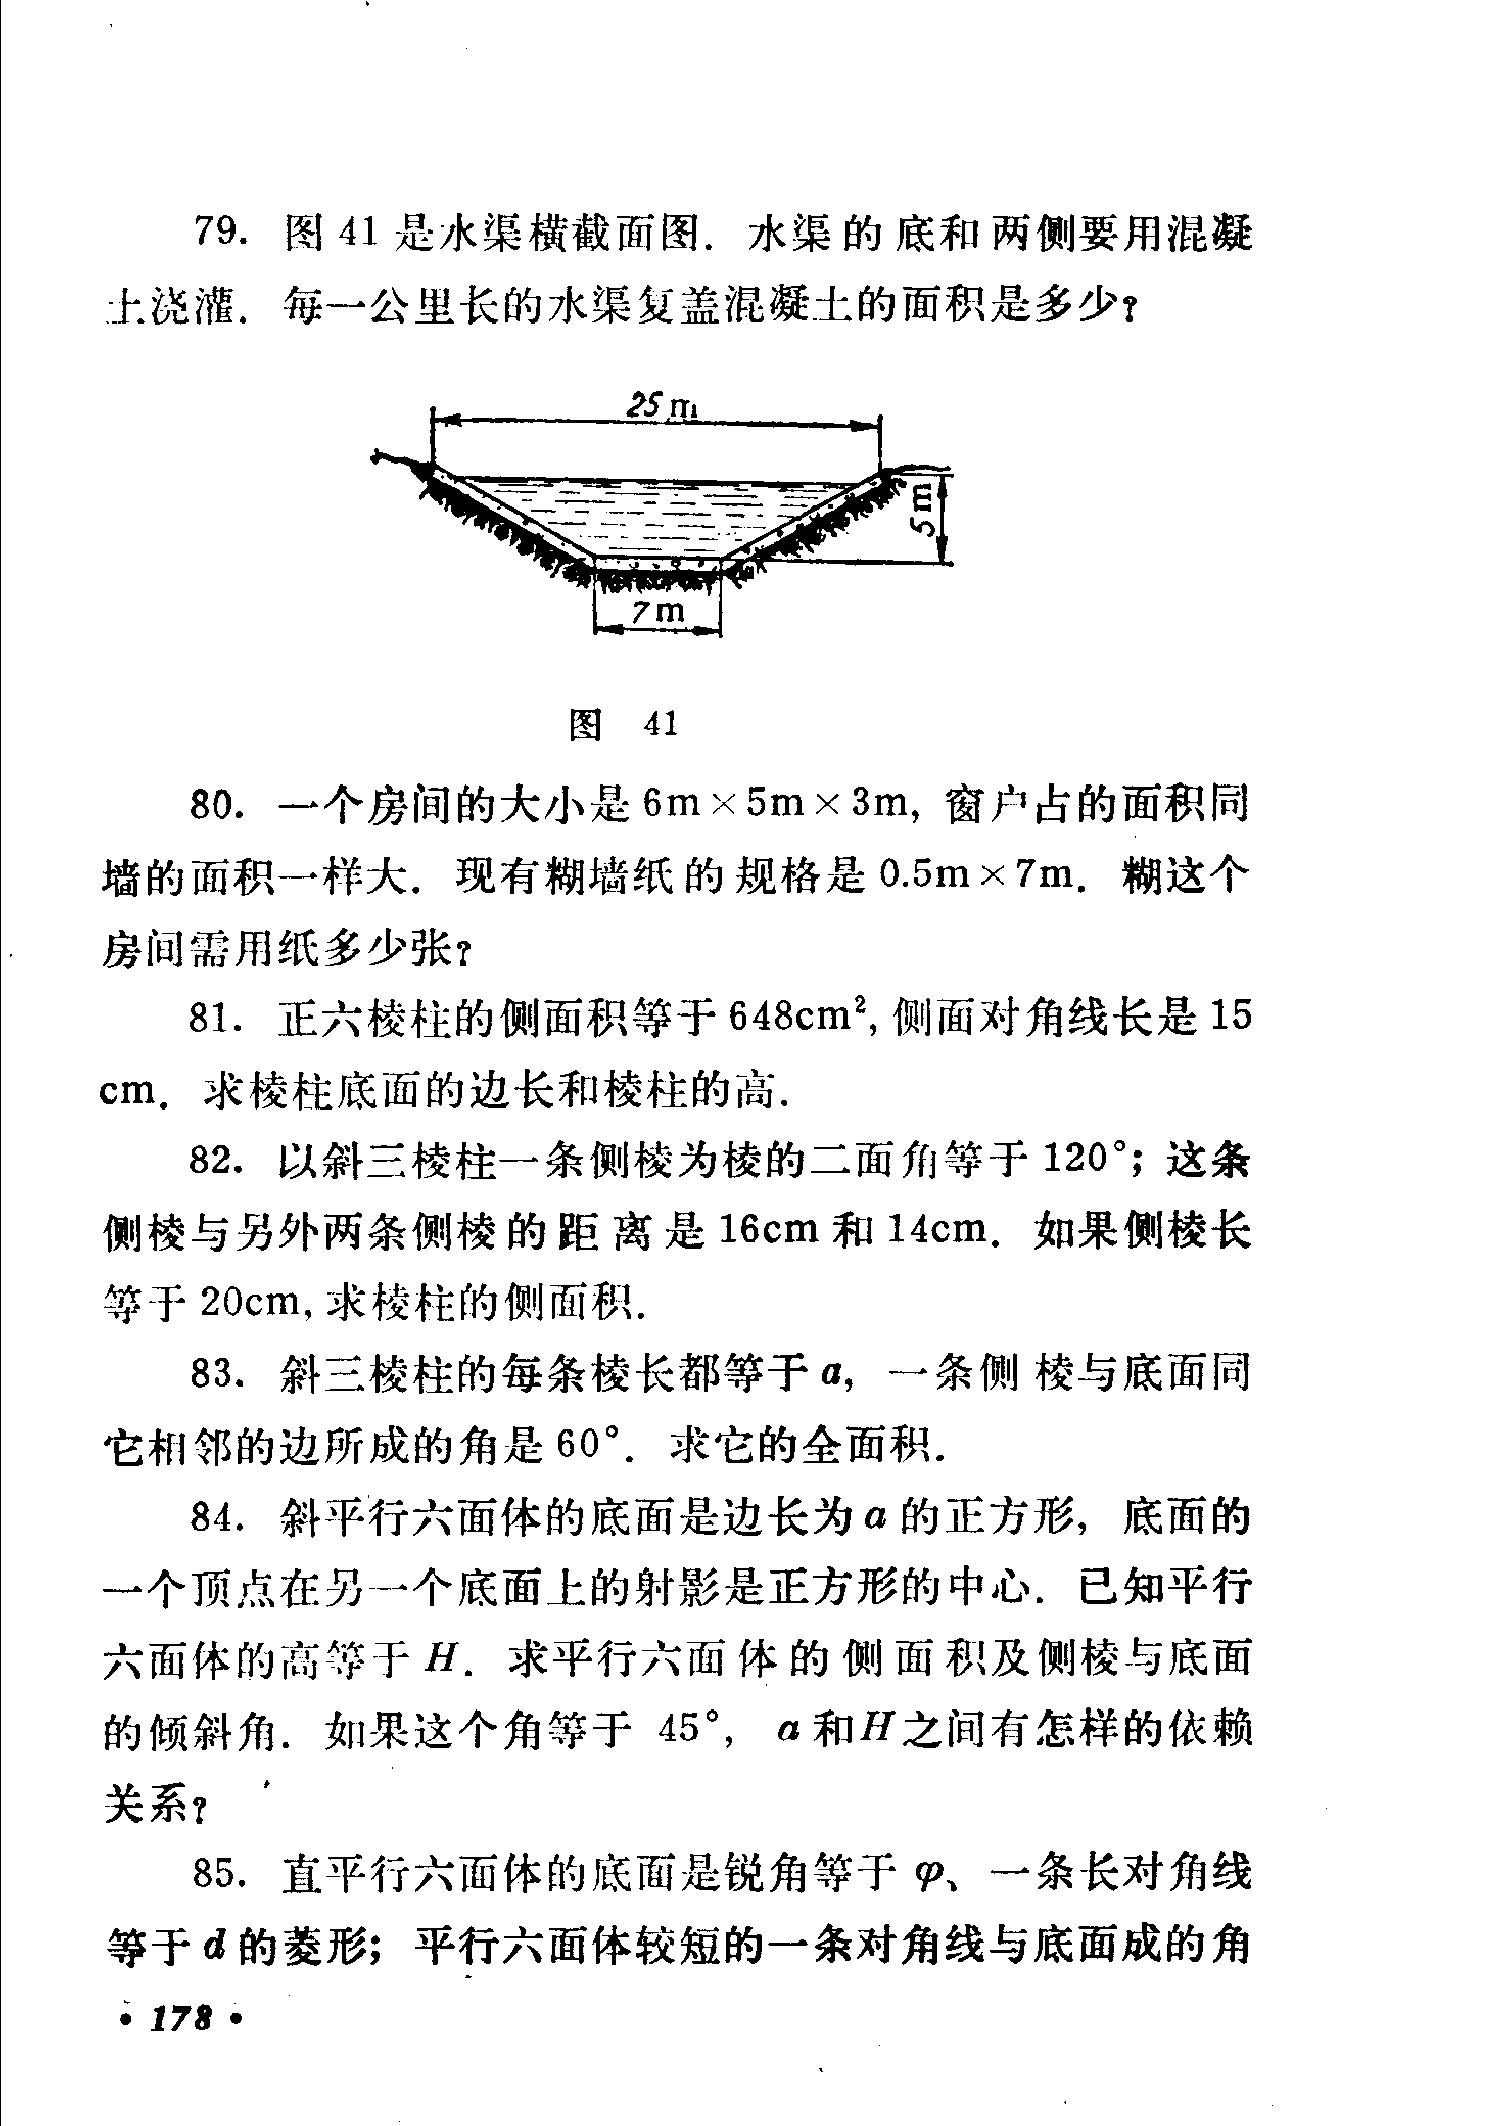 79. 图 41 是水渠横截面图. 水渠的底和两侧要用混凝
土浇灌. 每一公里长的水渠复盖混凝土的面积是多少?
25 m
5 m
7 m
图 41
80. 一个房间的大小是 6m×5m×3m, 窗户占的面积同
墙的面积一样大. 现有糊墙纸的规格是 0.5m×7m. 糊这个
房间需用纸多少张?
81. 正六棱柱的侧面积等于 648cm², 侧面对角线长是 15
cm. 求棱柱底面的边长和棱柱的高.
82. 以斜三棱柱一条侧棱为棱的二面角等于 120°; 这条
侧棱与另外两条侧棱的距离是 16cm 和 14cm. 如果侧棱长
等于 20cm, 求棱柱的侧面积.
83. 斜三棱柱的每条棱长都等于 a, 一条侧棱与底面同
它相邻的边所成的角是 60°. 求它的全面积.
84. 斜平行六面体的底面是边长为 a 的正方形, 底面的
一个顶点在另一个底面上的射影是正方形的中心. 已知平行
六面体的高等于 H. 求平行六面体的侧面积及侧棱与底面
的倾斜角. 如果这个角等于 45°, a 和 H 之间有怎样的依赖
关系?
85. 直平行六面体的底面是锐角等于 φ、一条长对角线
等于 d 的菱形; 平行六面体较短的一条对角线与底面成的角
• 178 •